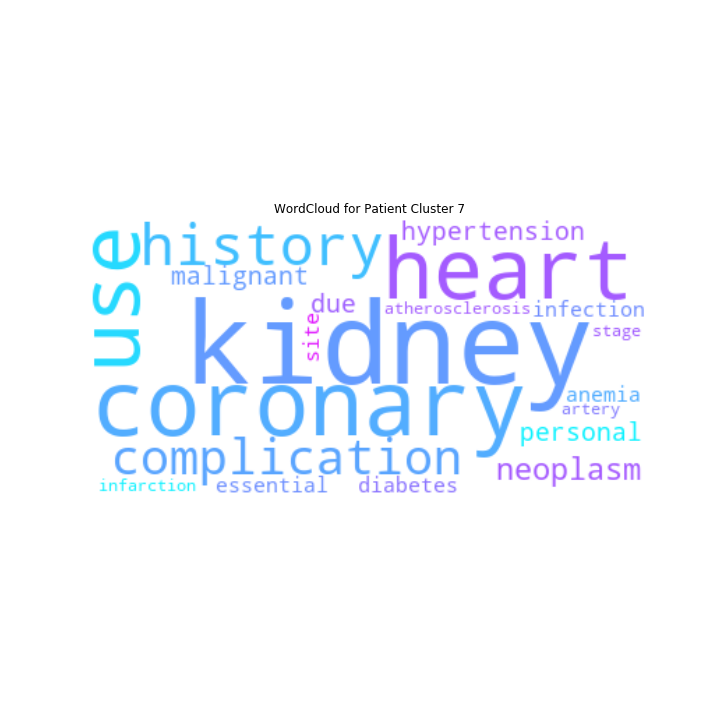 WordCloud for Patient Cluster 7
use
history
hypertension
heart
malignant
due
atherosclerosis
infection
site
kidney
stage
coronary
anemia
artery
personal
complication
neoplasm
infarction
essential
diabetes